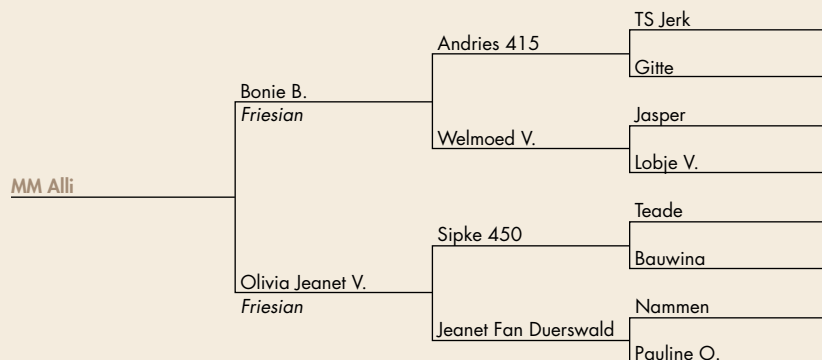 TS Jerk
Andries 415
Gitte
Bonie B.
Friesian
Jasper
Welmoed V.
Lobje V.
MM Alli
Teade
Sipke 450
Bauwina
Olivia Jeanet V.
Friesian
Nammen
Jeanet Fan Duerswald
Pauline O.